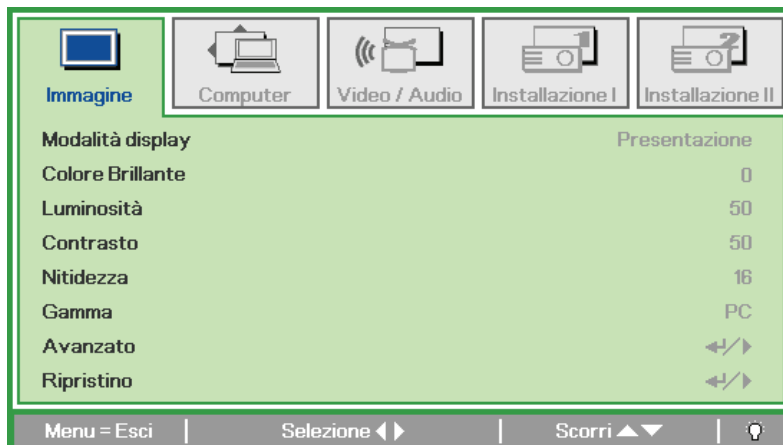 Immagine Computer Video / Audio Installazione I Installazione II
Modalità display Presentazione
Colore Brillante 0
Luminosità 50
Contrasto 50
Nitidezza 16
Gamma PC
Avanzato ↵/▶
Ripristino ↵/▶
Menu = Esci Selezione ◀▶ Scorri ▲▼